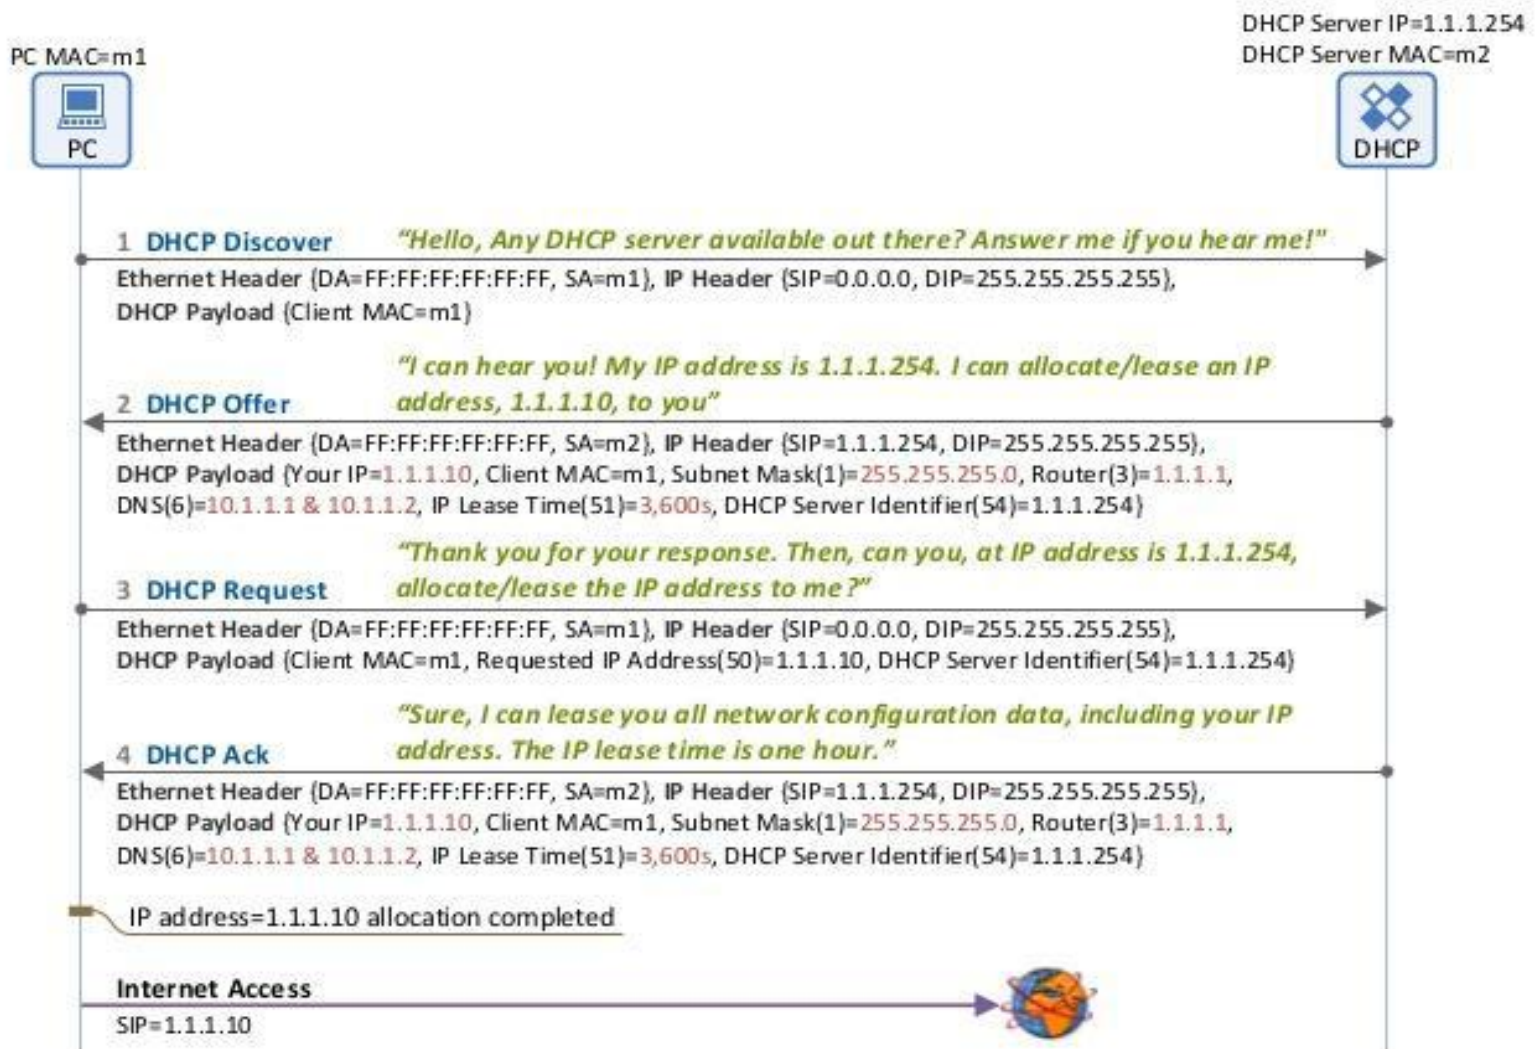 DHCP Server IP=1.1.1.254
PC MAC=m1
DHCP Server MAC=m2
PC
DHCP
1 DHCP Discover "Hello, Any DHCP server available out there? Answer me if you hear me!"
Ethernet Header {DA=FF:FF:FF:FF:FF:FF, SA=m1}, IP Header {SIP=0.0.0.0, DIP=255.255.255.255},
DHCP Payload {Client MAC=m1}
"I can hear you! My IP address is 1.1.1.254. I can allocate/lease an IP
2 DHCP Offer address, 1.1.1.10, to you"
Ethernet Header {DA=FF:FF:FF:FF:FF:FF, SA=m2}, IP Header {SIP=1.1.1.254, DIP=255.255.255.255},
DHCP Payload {Your IP=1.1.1.10, Client MAC=m1, Subnet Mask(1)=255.255.255.0, Router(3)=1.1.1.1,
DNS(6)=10.1.1.1 & 10.1.1.2, IP Lease Time(51)=3,600s, DHCP Server Identifier(54)=1.1.1.254}
"Thank you for your response. Then, can you, at IP address is 1.1.1.254,
3 DHCP Request allocate/lease the IP address to me?"
Ethernet Header {DA=FF:FF:FF:FF:FF:FF, SA=m1}, IP Header {SIP=0.0.0.0, DIP=255.255.255.255},
DHCP Payload {Client MAC=m1, Requested IP Address(50)=1.1.1.10, DHCP Server Identifier(54)=1.1.1.254}
"Sure, I can lease you all network configuration data, including your IP
4 DHCP Ack address. The IP lease time is one hour."
Ethernet Header {DA=FF:FF:FF:FF:FF:FF, SA=m2}, IP Header {SIP=1.1.1.254, DIP=255.255.255.255},
DHCP Payload {Your IP=1.1.1.10, Client MAC=m1, Subnet Mask(1)=255.255.255.0, Router(3)=1.1.1.1,
DNS(6)=10.1.1.1 & 10.1.1.2, IP Lease Time(51)=3,600s, DHCP Server Identifier(54)=1.1.1.254}
IP address=1.1.1.10 allocation completed
Internet Access
SIP=1.1.1.10